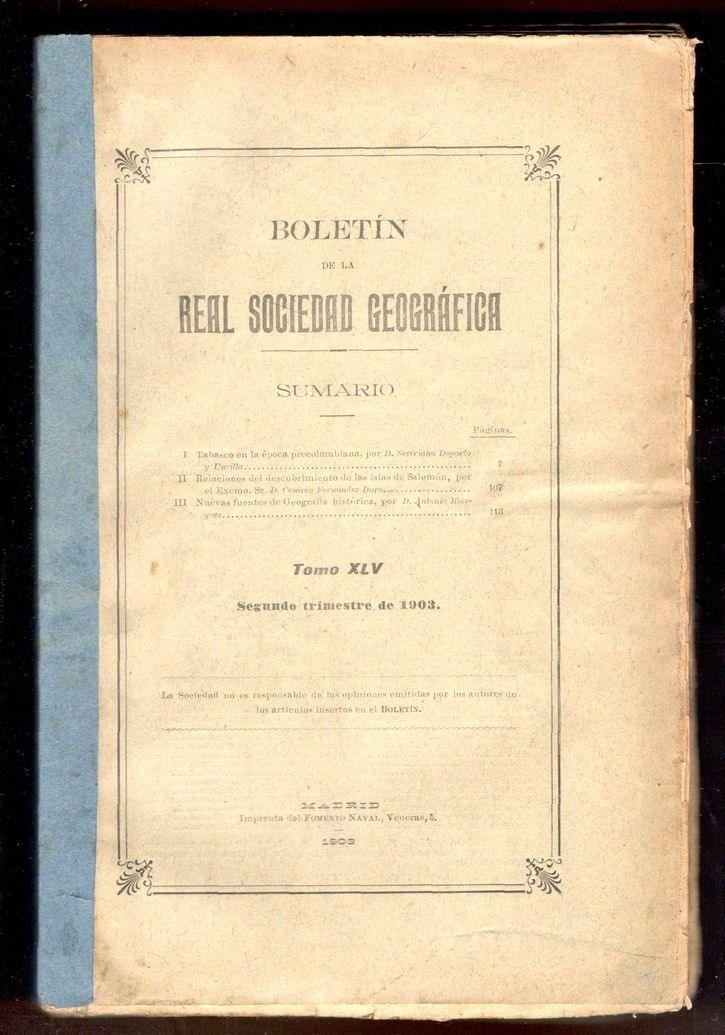 BOLETÍN
DE LA
REAL SOCIEDAD GEOGRÁFICA
SUMARIO
Páginas.
I Tabasco en la época precolombiana, por D. Severiano Doporto
y Uncilla........ 7
II Relaciones del descubrimiento de las islas de Salomón, por
el Excmo. Sr. D. Cesáreo Fernández Duro........ 107
III Nuevas fuentes de Geografía histórica, por D. Antonio Blaz-
quez........ 113
Tomo XLV
Segundo trimestre de 1903.
La Sociedad no es responsable de las opiniones emitidas por los autores de
los artículos insertos en el BOLETÍN.
MADRID
Imprenta del FOMENTO NAVAL, Veneras, 5.
1903